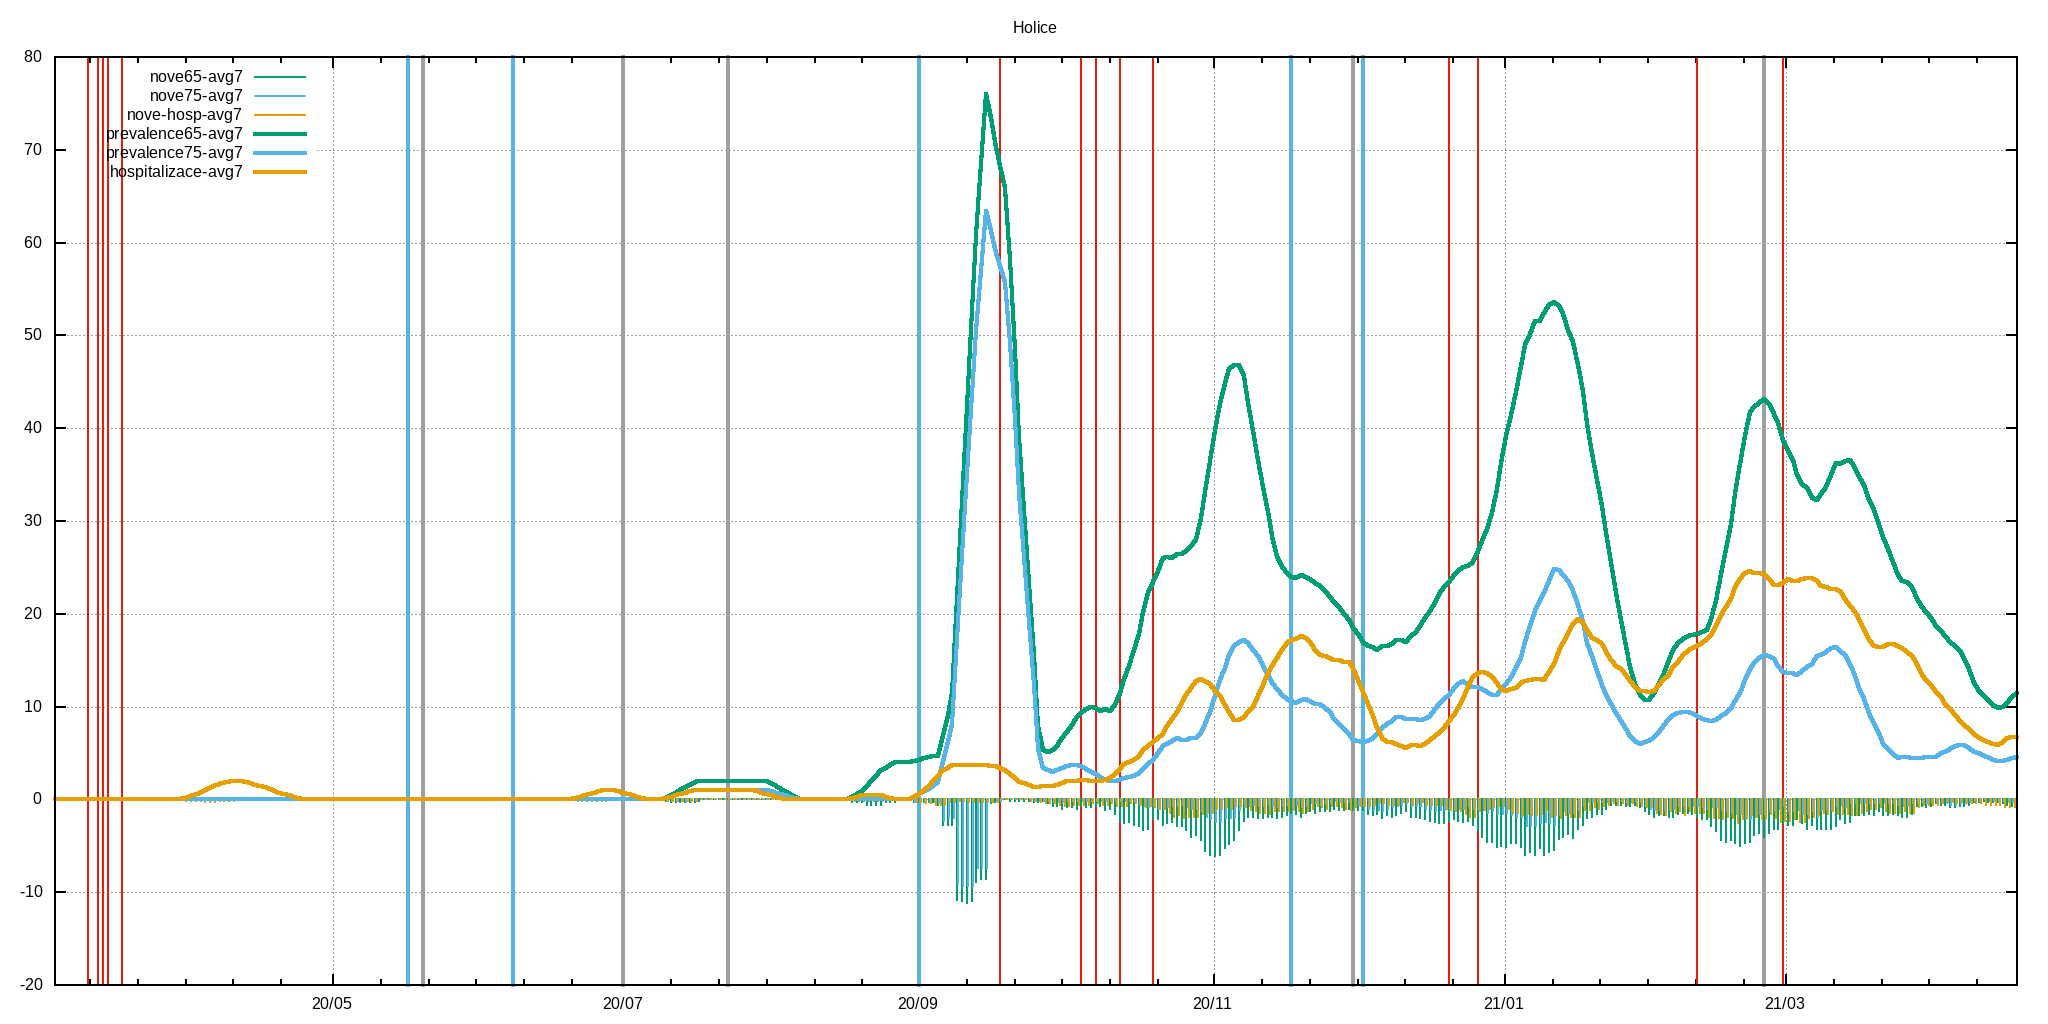 Holice
80
70
60
50
40
30
20
10
0
-10
-20
nove65-avg7
nove75-avg7
nove-hosp-avg7
prevalence65-avg7
prevalence75-avg7
hospitalizace-avg7
20/05 20/07 20/09 20/11 21/01 21/03